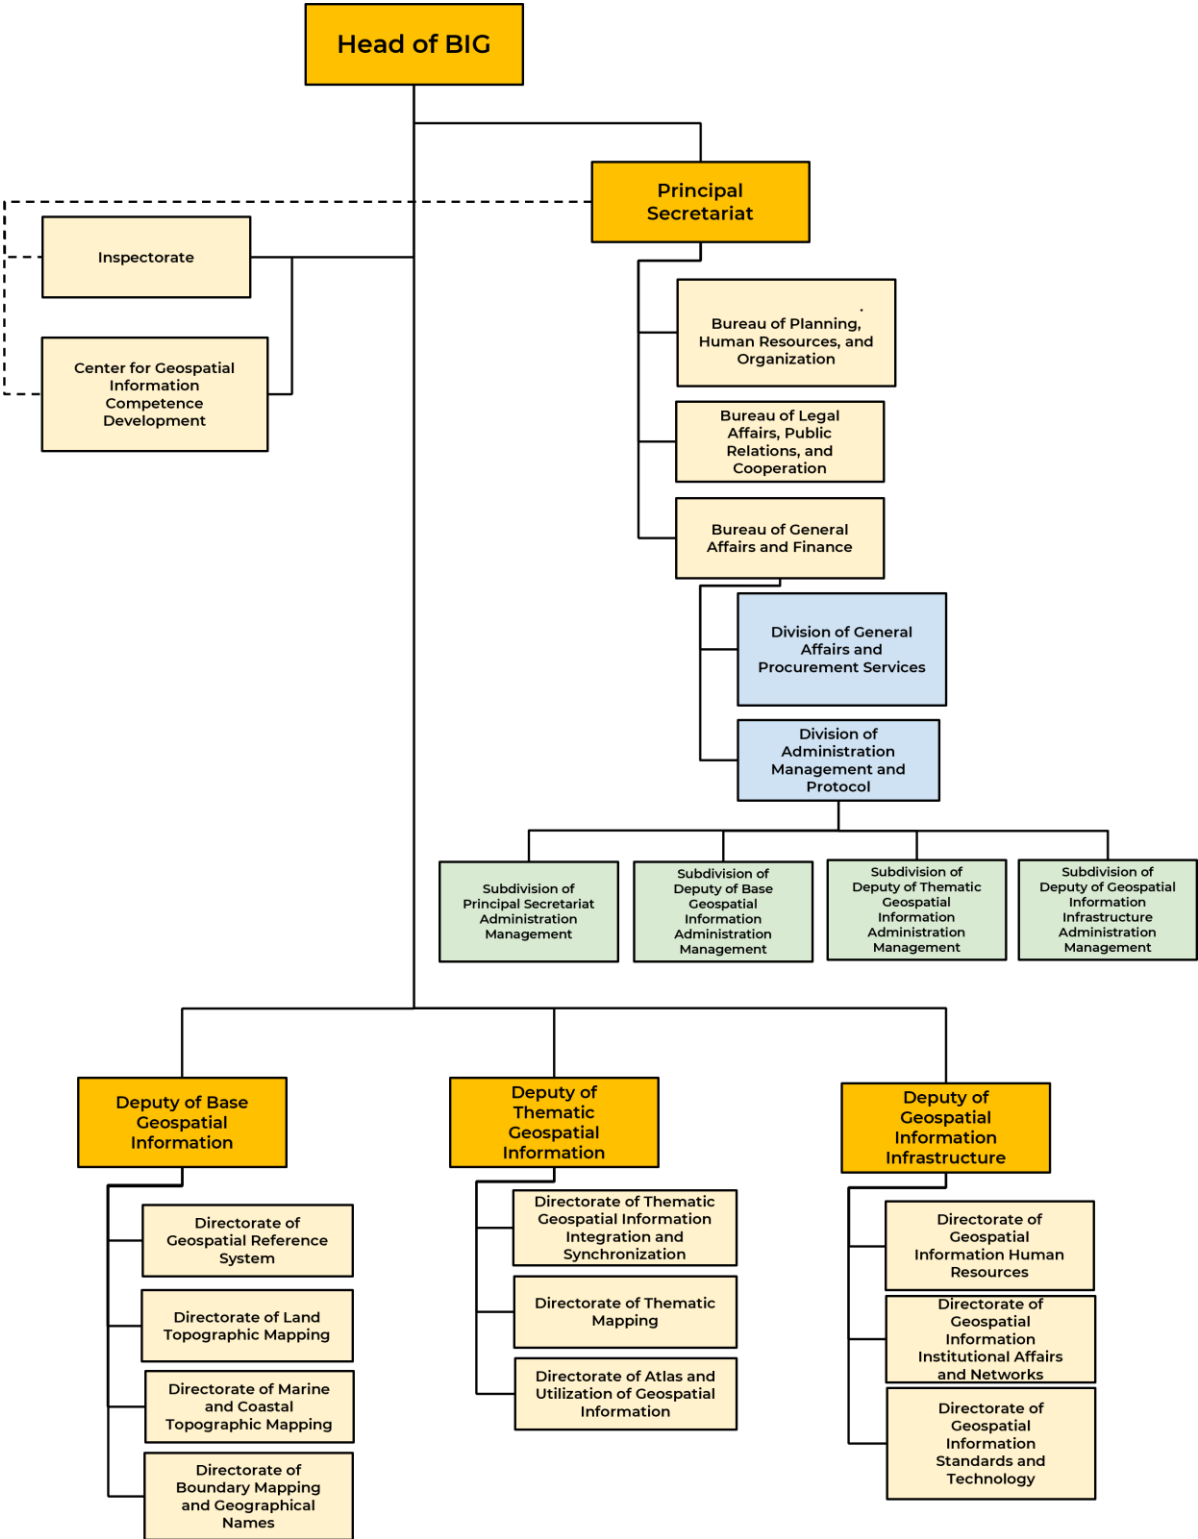 Head of BIG
Principal
Secretariat
Inspectorate
Center for Geospatial
Information
Competence
Development
Bureau of Planning,
Human Resources, and
Organization
Bureau of Legal
Affairs, Public
Relations, and
Cooperation
Bureau of General
Affairs and Finance
Division of General
Affairs and
Procurement Services
Division of
Administration
Management and
Protocol
Subdivision of
Principal Secretariat
Administration
Management
Subdivision of
Deputy of Base
Geospatial
Information
Administration
Management
Subdivision of
Deputy of Thematic
Geospatial
Information
Administration
Management
Subdivision of
Deputy of Geospatial
Information
Infrastructure
Administration
Management
Deputy of Base
Geospatial
Information
Directorate of
Geospatial Reference
System
Directorate of Land
Topographic Mapping
Directorate of Marine
and Coastal
Topographic Mapping
Directorate of
Boundary Mapping
and Geographical
Names
Deputy of
Thematic
Geospatial
Information
Directorate of Thematic
Geospatial Information
Integration and
Synchronization
Directorate of Thematic
Mapping
Directorate of Atlas and
Utilization of Geospatial
Information
Deputy of
Geospatial
Information
Infrastructure
Directorate of
Geospatial
Information Human
Resources
Directorate of
Geospatial
Information
Institutional Affairs
and Networks
Directorate of
Geospatial
Information
Standards and
Technology